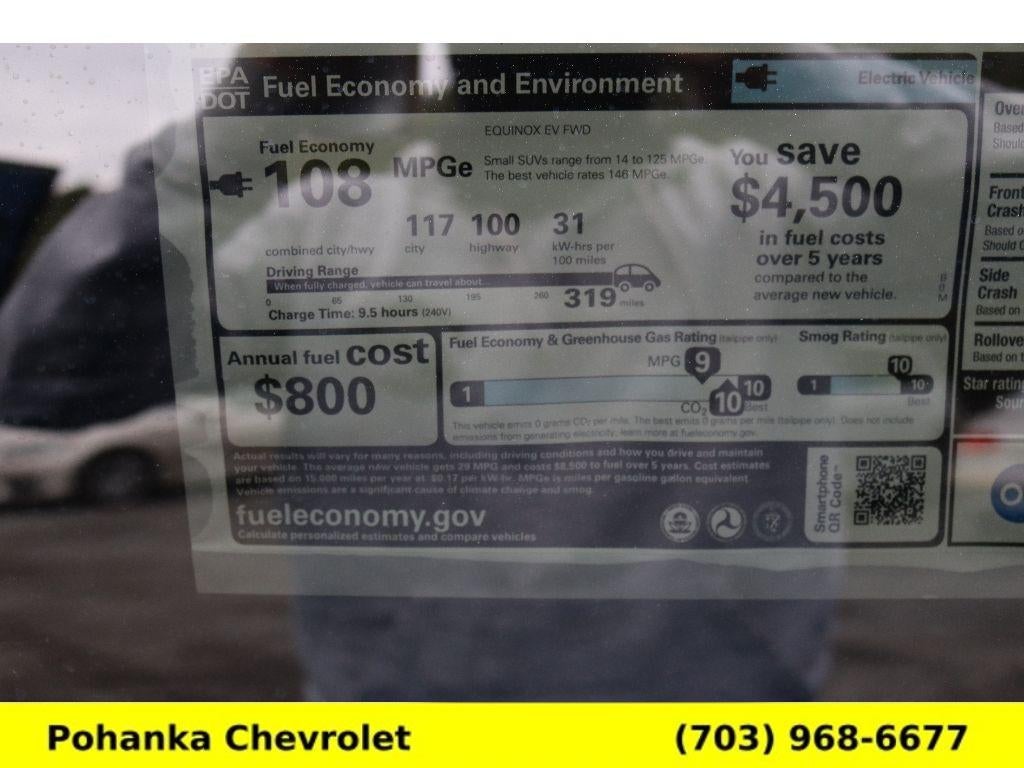 EPA
DOT
Fuel Economy and Environment
Electric Vehicle
EQUINOX EV FWD
Fuel Economy
108 MPGe
Small SUVs range from 14 to 125 MPGe.
The best vehicle rates 146 MPGe.
117 100 31
combined city/hwy city highway kW-hrs per
100 miles
Driving Range
When fully charged, vehicle can travel about...
0 65 130 195 260 319 miles
Charge Time: 9.5 hours (240V)
You save
$4,500
in fuel costs
over 5 years
compared to the
average new vehicle.
B
0
M
Annual fuel cost
$800
Fuel Economy & Greenhouse Gas Rating (tailpipe only)
MPG 9
1 10
CO2 10 Best
Smog Rating (tailpipe only)
10
1 10
Best
This vehicle emits 0 grams CO2 per mile. The best emits 0 grams per mile (tailpipe only). Does not include
emissions from generating electricity; learn more at fueleconomy.gov.
Actual results will vary for many reasons, including driving conditions and how you drive and maintain
your vehicle. The average new vehicle gets 29 MPG and costs $8,500 to fuel over 5 years. Cost estimates
are based on 15,000 miles per year at $0.17 per kW-hr. MPGe is miles per gasoline gallon equivalent.
Vehicle emissions are a significant cause of climate change and smog.
fueleconomy.gov
Calculate personalized estimates and compare vehicles
Smartphone
QR Code™
Over
Based
Should
Front
Crash
Based o
Should C
Side
Crash
Based on
Rollove
Based on t
Star rating
Sour
Pohanka Chevrolet (703) 968-6677